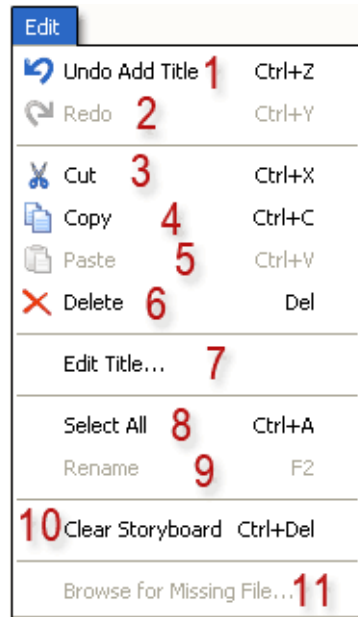 Edit
Undo Add Title 1 Ctrl+Z
Redo 2 Ctrl+Y
Cut 3 Ctrl+X
Copy 4 Ctrl+C
Paste 5 Ctrl+V
Delete 6 Del
Edit Title... 7
Select All 8 Ctrl+A
Rename 9 F2
10 Clear Storyboard Ctrl+Del
Browse for Missing File... 11